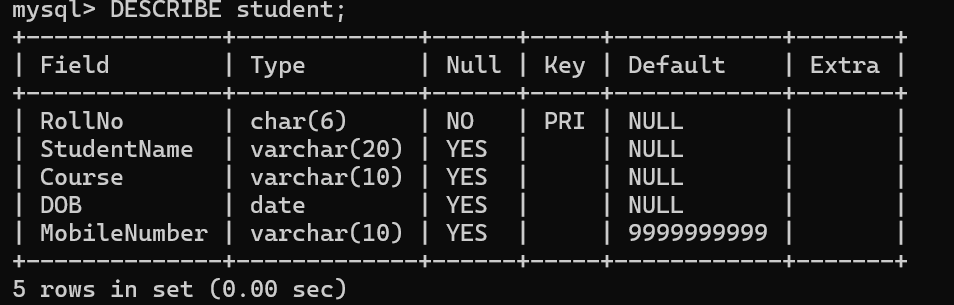 mysql> DESCRIBE student;
+--------------+-------------+------+-----+------------+-------+
| Field        | Type        | Null | Key | Default    | Extra |
+--------------+-------------+------+-----+------------+-------+
| RollNo       | char(6)     | NO   | PRI | NULL       |       |
| StudentName  | varchar(20) | YES  |     | NULL       |       |
| Course       | varchar(10) | YES  |     | NULL       |       |
| DOB          | date        | YES  |     | NULL       |       |
| MobileNumber | varchar(10) | YES  |     | 9999999999 |       |
+--------------+-------------+------+-----+------------+-------+
5 rows in set (0.00 sec)